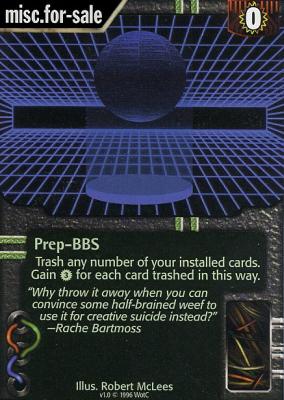 misc.for-sale
0
Prep-BBS
Trash any number of your installed cards.
Gain 3 for each card trashed in this way.
"Why throw it away when you can
convince some half-brained weef to
use it for creative suicide instead?"
—Rache Bartmoss
Illus. Robert McLees
v1.0 © 1996 WotC